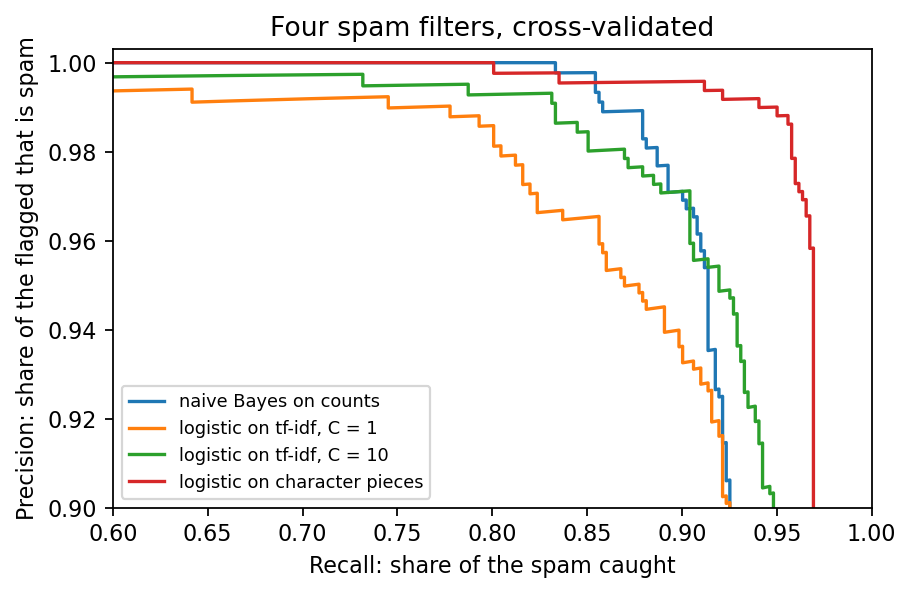 Four spam filters, cross-validated
Precision: share of the flagged that is spam
1.00
0.98
0.96
0.94
0.92
0.90
naive Bayes on counts
logistic on tf-idf, C = 1
logistic on tf-idf, C = 10
logistic on character pieces
0.60 0.65 0.70 0.75 0.80 0.85 0.90 0.95 1.00
Recall: share of the spam caught